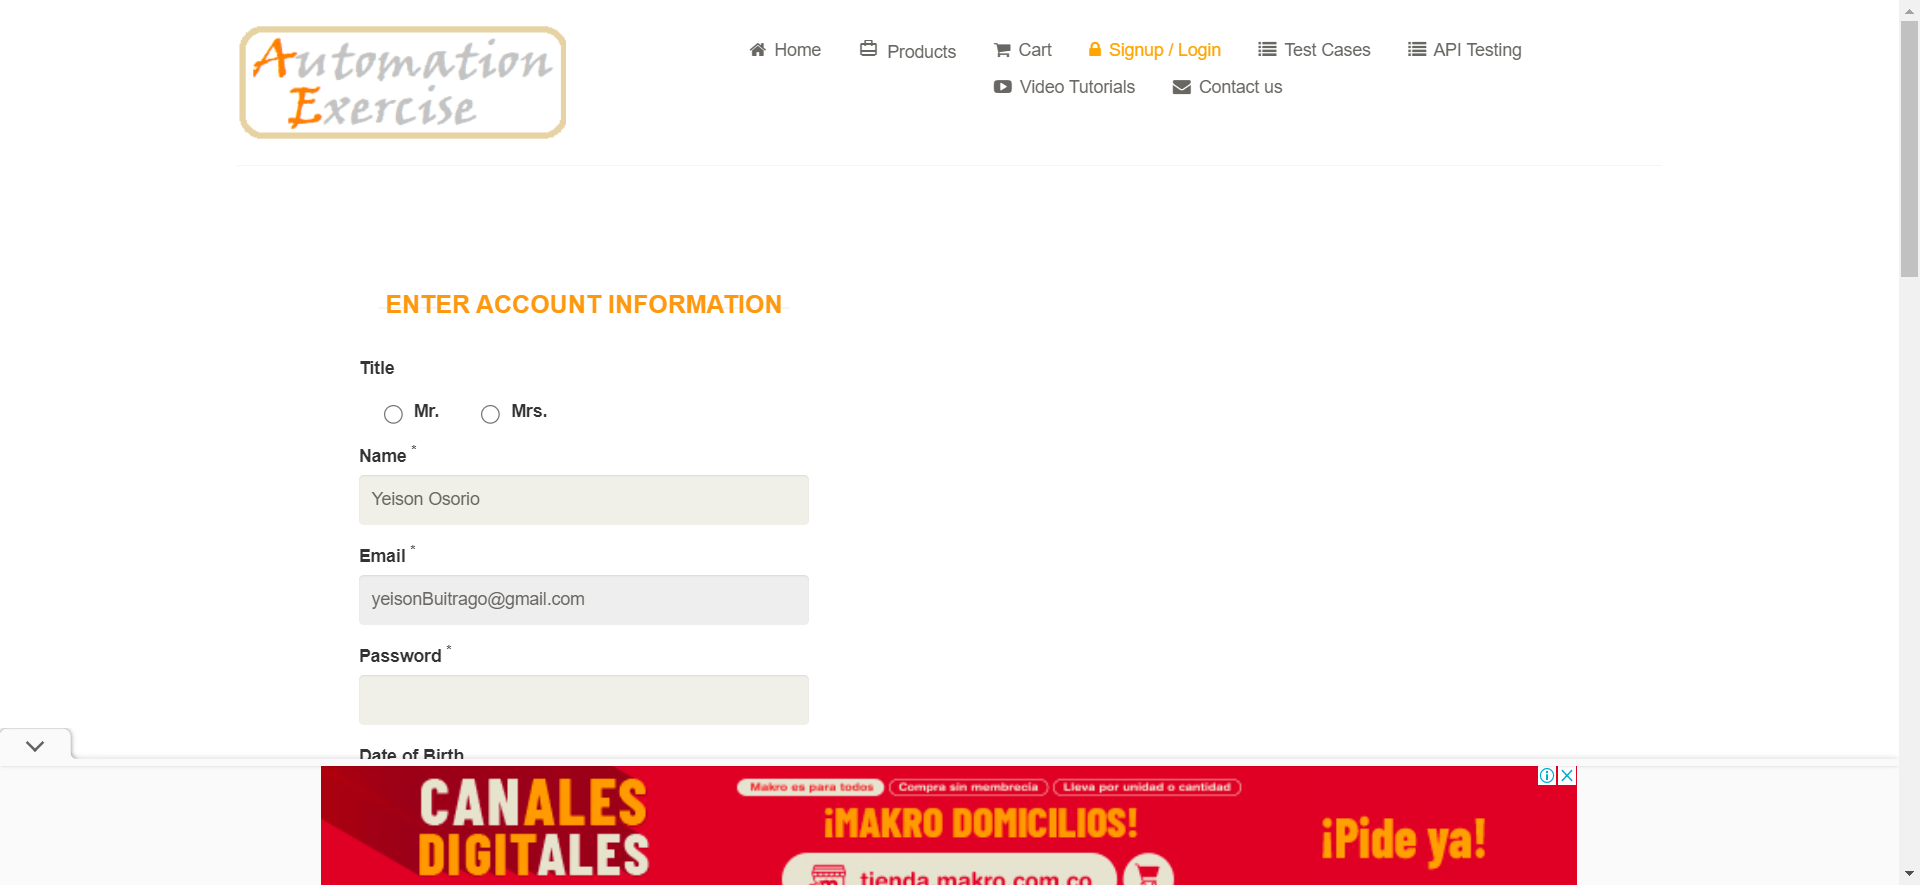 Automation
Exercise
Home
Products
Cart
Signup / Login
Test Cases
API Testing
Video Tutorials
Contact us
ENTER ACCOUNT INFORMATION
Title
Mr.
Mrs.
Name *
Yeison Osorio
Email *
yeisonBuitrago@gmail.com
Password *
Date of Birth
CANALES
DIGITALES
Makro es para todos
Compra sin membrecia
Lleva por unidad o cantidad
¡MAKRO DOMICILIOS!
tienda.makro.com.co
¡Pide ya!